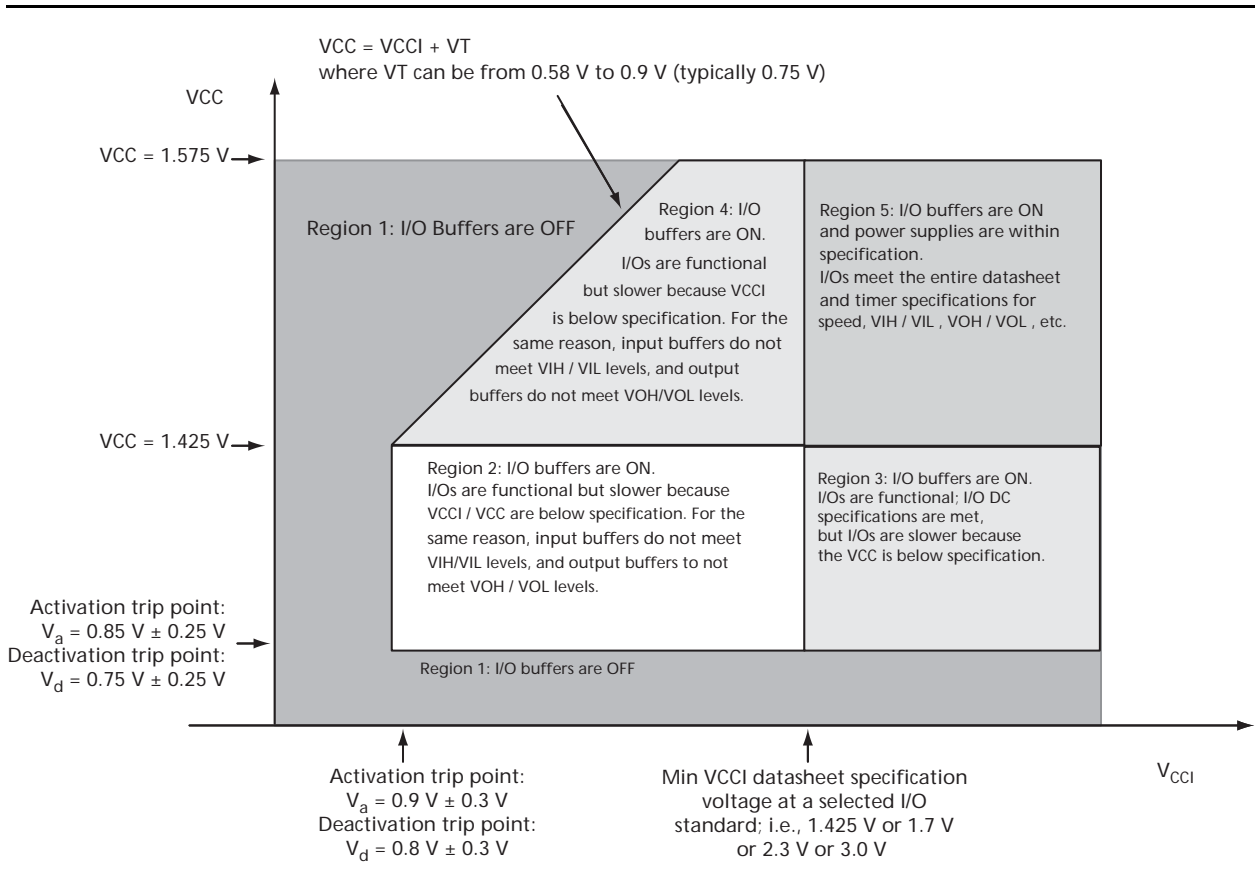 VCC = VCCI + VT
where VT can be from 0.58 V to 0.9 V (typically 0.75 V)
VCC
VCC = 1.575 V
Region 1: I/O Buffers are OFF
Region 4: I/O
buffers are ON.
I/Os are functional
but slower because VCCI
is below specification. For the
same reason, input buffers do not
meet VIH / VIL levels, and output
buffers do not meet VOH/VOL levels.
Region 5: I/O buffers are ON
and power supplies are within
specification.
I/Os meet the entire datasheet
and timer specifications for
speed, VIH / VIL , VOH / VOL , etc.
VCC = 1.425 V
Region 2: I/O buffers are ON.
I/Os are functional but slower because
VCCI / VCC are below specification. For the
same reason, input buffers do not meet
VIH/VIL levels, and output buffers to not
meet VOH / VOL levels.
Region 3: I/O buffers are ON.
I/Os are functional; I/O DC
specifications are met,
but I/Os are slower because
the VCC is below specification.
Activation trip point:
Va = 0.85 V ± 0.25 V
Deactivation trip point:
Vd = 0.75 V ± 0.25 V
Region 1: I/O buffers are OFF
Activation trip point:
Va = 0.9 V ± 0.3 V
Deactivation trip point:
Vd = 0.8 V ± 0.3 V
Min VCCI datasheet specification
voltage at a selected I/O
standard; i.e., 1.425 V or 1.7 V
or 2.3 V or 3.0 V
VCCI